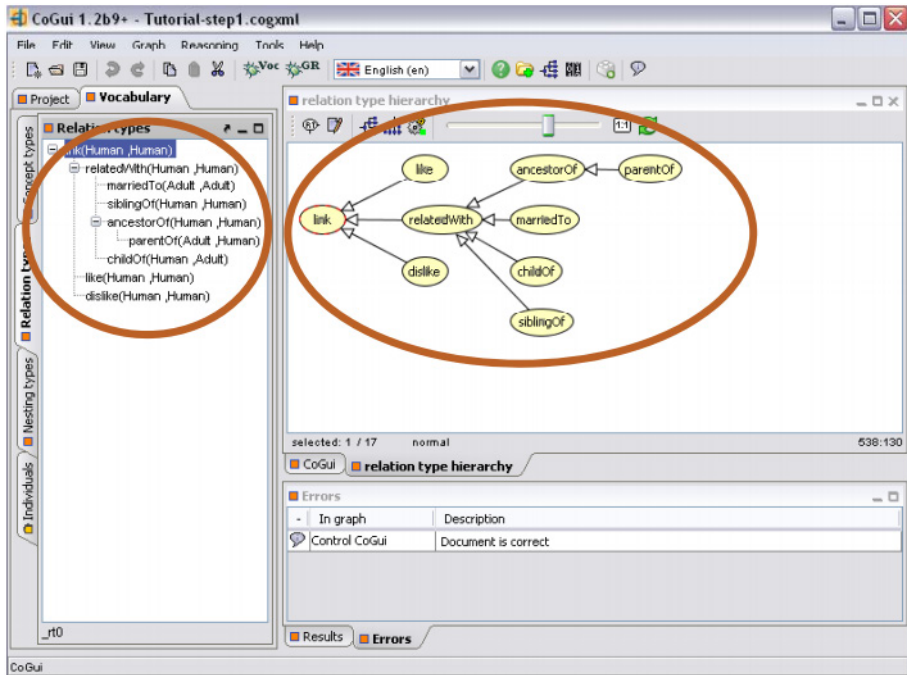 CoGui 1.2b9+ - Tutorial-step1.cogxml
File Edit View Graph Reasoning Tools Help
Voc GR English (en)
Project Vocabulary
Concept types
Relation types
Nesting types
Individuals
Relation types
link(Human ,Human)
relatedWith(Human ,Human)
marriedTo(Adult ,Adult)
siblingOf(Human ,Human)
ancestorOf(Human ,Human)
parentOf(Adult ,Human)
childOf(Human ,Adult)
like(Human ,Human)
dislike(Human ,Human)
_rt0
relation type hierarchy
1:1
like ancestorOf parentOf
link relatedWith marriedTo
dislike childOf
siblingOf
selected: 1 / 17 normal 538:130
CoGui relation type hierarchy
Errors
- In graph Description
Control CoGui Document is correct
Results Errors
CoGui